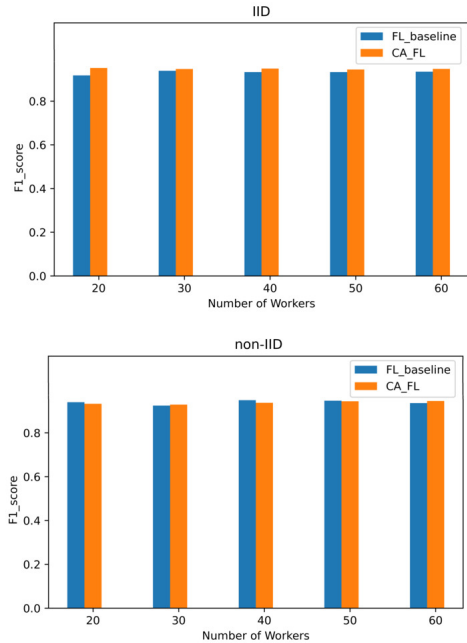 IID
FL_baseline
CA_FL
0.8
0.6
0.4
0.2
0.0
F1_score
20 30 40 50 60
Number of Workers
non-IID
FL_baseline
CA_FL
0.8
0.6
0.4
0.2
0.0
F1_score
20 30 40 50 60
Number of Workers